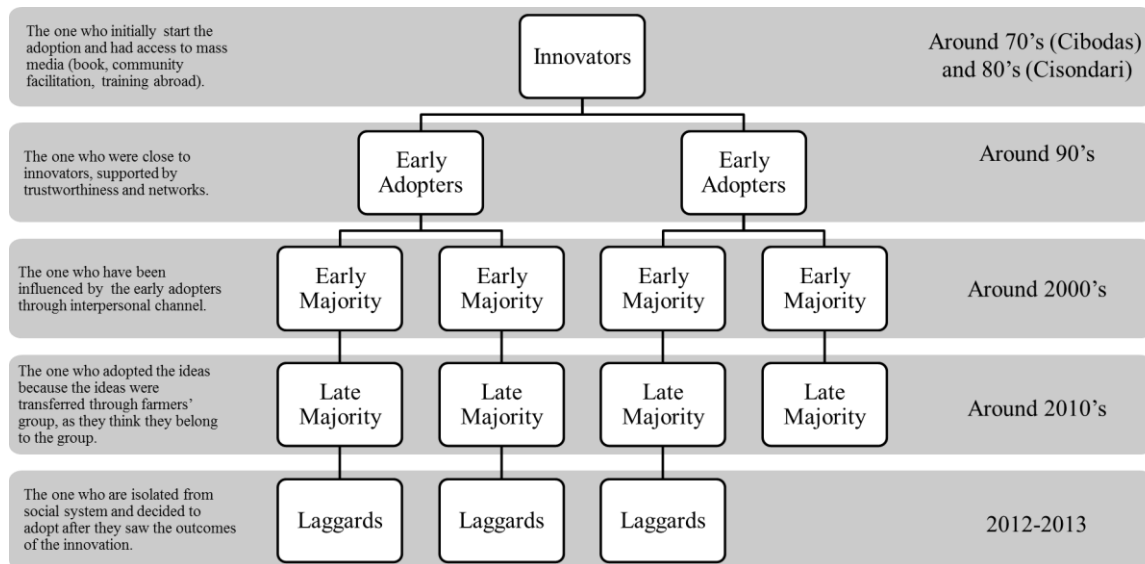 The one who initially start the
adoption and had access to mass
media (book, community
facilitation, training abroad).
Innovators
Around 70’s (Cibodas)
and 80’s (Cisondari)
The one who were close to
innovators, supported by
trustworthiness and networks.
Early
Adopters
Early
Adopters
Around 90’s
The one who have been
influenced by the early adopters
through interpersonal channel.
Early
Majority
Early
Majority
Early
Majority
Early
Majority
Around 2000’s
The one who adopted the ideas
because the ideas were
transferred through farmers’
group, as they think they belong
to the group.
Late
Majority
Late
Majority
Late
Majority
Late
Majority
Around 2010’s
The one who are isolated from
social system and decided to
adopt after they saw the outcomes
of the innovation.
Laggards
Laggards
Laggards
2012-2013